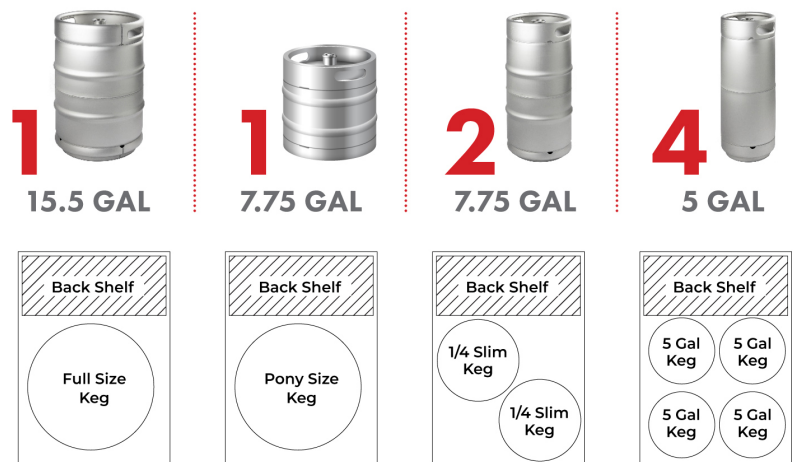 1
15.5 GAL
1
7.75 GAL
2
7.75 GAL
4
5 GAL
Back Shelf
Full Size
Keg
Back Shelf
Pony Size
Keg
Back Shelf
1/4 Slim
Keg
1/4 Slim
Keg
Back Shelf
5 Gal
Keg
5 Gal
Keg
5 Gal
Keg
5 Gal
Keg